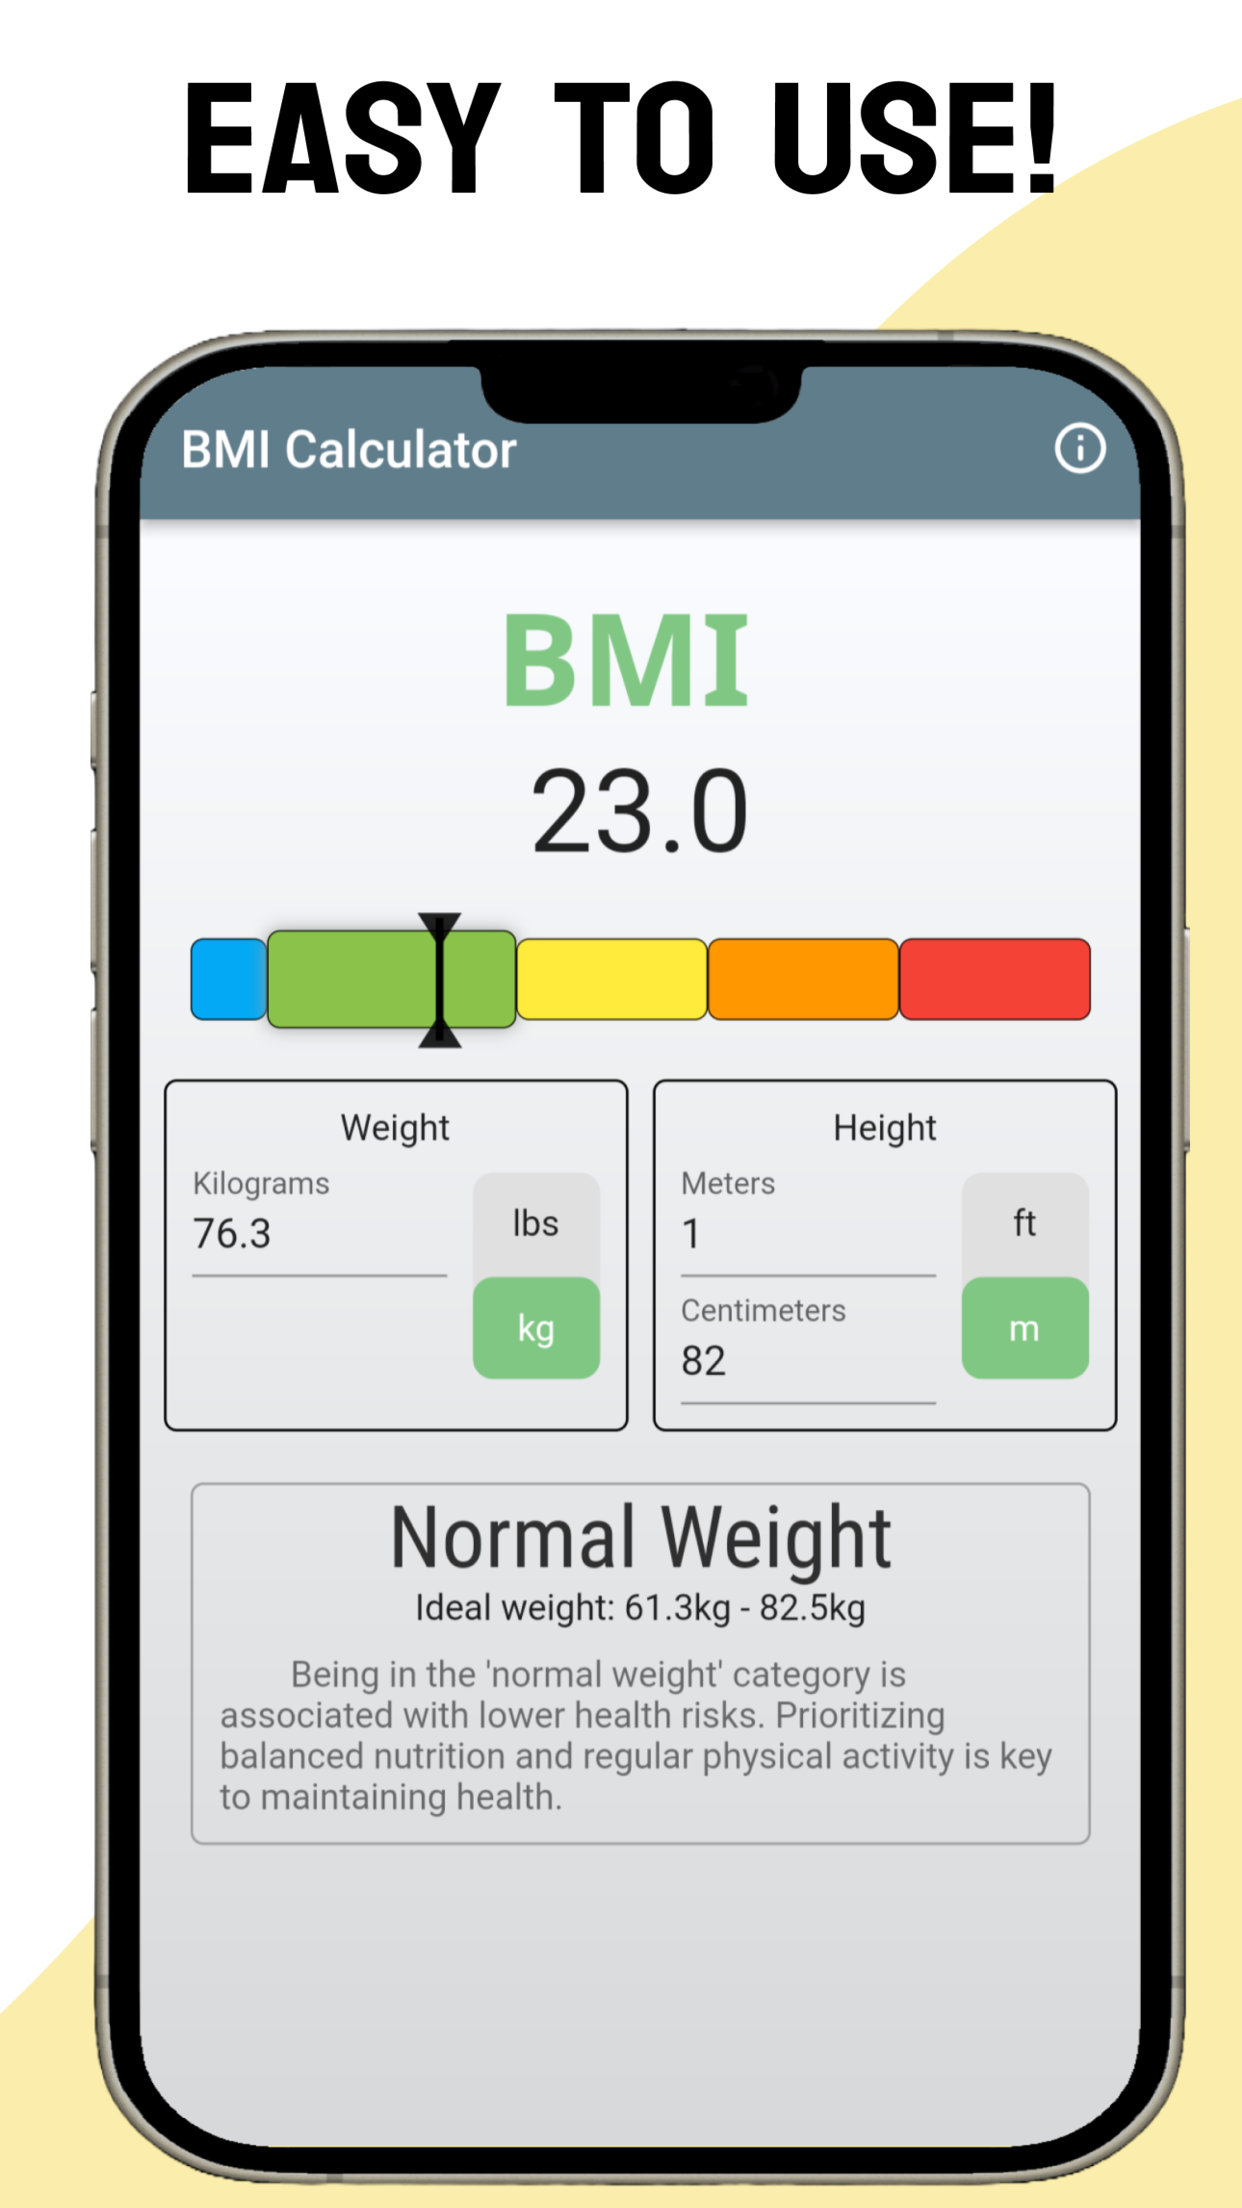 EASY TO USE!
BMI Calculator
BMI
23.0
Weight
Kilograms
76.3
lbs
kg
Height
Meters
1
ft
Centimeters
82
m
Normal Weight
Ideal weight: 61.3kg - 82.5kg
Being in the 'normal weight' category is
associated with lower health risks. Prioritizing
balanced nutrition and regular physical activity is key
to maintaining health.